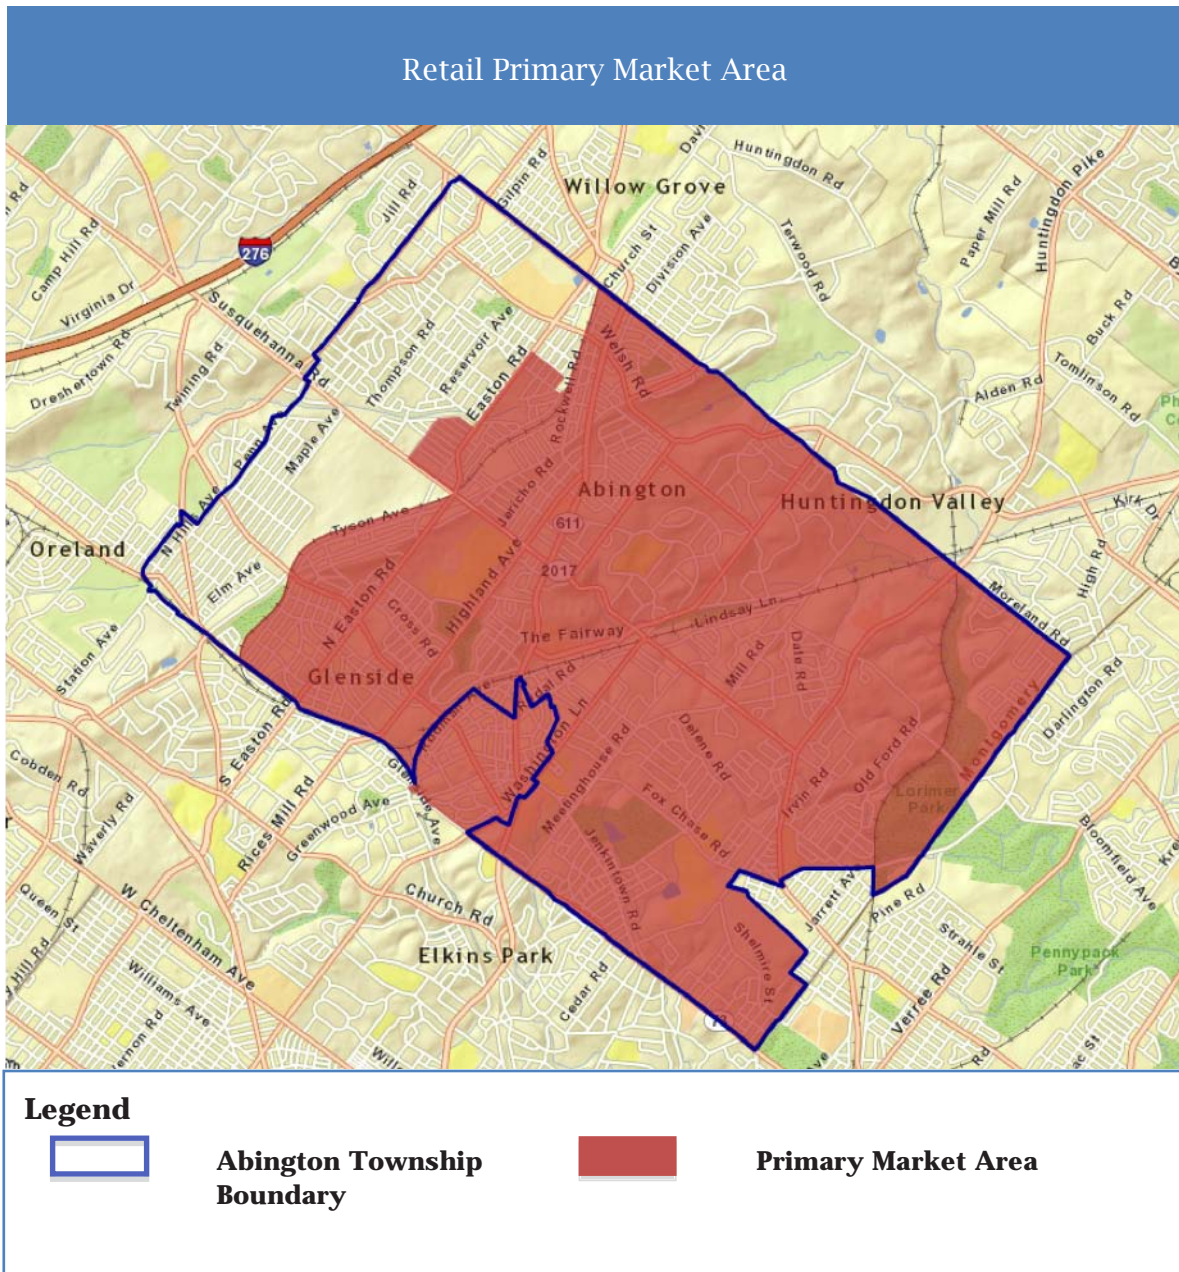 Retail Primary Market Area
Willow Grove
Huntingdon Rd
Gilpin Rd
Jill Rd
Church St
Division Ave
Terwood Rd
Paper Mill Rd
Huntingdon Pike
Camp Hill Rd
276
Virginia Dr
Susquehanna Rd
Dreshertown Rd
Twining Rd
Thompson Rd
Reservoir Ave
Easton Rd
Rockwell Rd
Welsh Rd
Buck Rd
Tomlinson Rd
Alden Rd
Penn Ave
Maple Ave
Jericho Rd
Abington
Huntingdon Valley
Kirk Dr
Tyson Ave
611
Oreland
N Hills Ave
Elm Ave
N Easton Rd
Highland Ave
2017
High Rd
Cross Rd
The Fairway
Lindsay Ln
Moreland Rd
Station Ave
Glenside
Mill Rd
Dale Rd
Darlington Rd
S Easton Rd
Washington Ln
Meetinghouse Rd
Delene Rd
Old Ford Rd
Montgomery
Cobden Rd
Waverly Rd
Rices Mill Rd
Greenwood Ave
Glenside Ave
Fox Chase Rd
Irvin Rd
Lorimer
Park
Jenkintown Rd
Bloomfield Ave
Queen St
W Cheltenham Ave
Church Rd
Jarrett Ave
Pine Rd
Elkins Park
Shelmire St
Strahle St
Pennypack
Park
Williams Ave
Cedar Rd
Verree Rd
73
Legend
Abington Township
Boundary
Primary Market Area